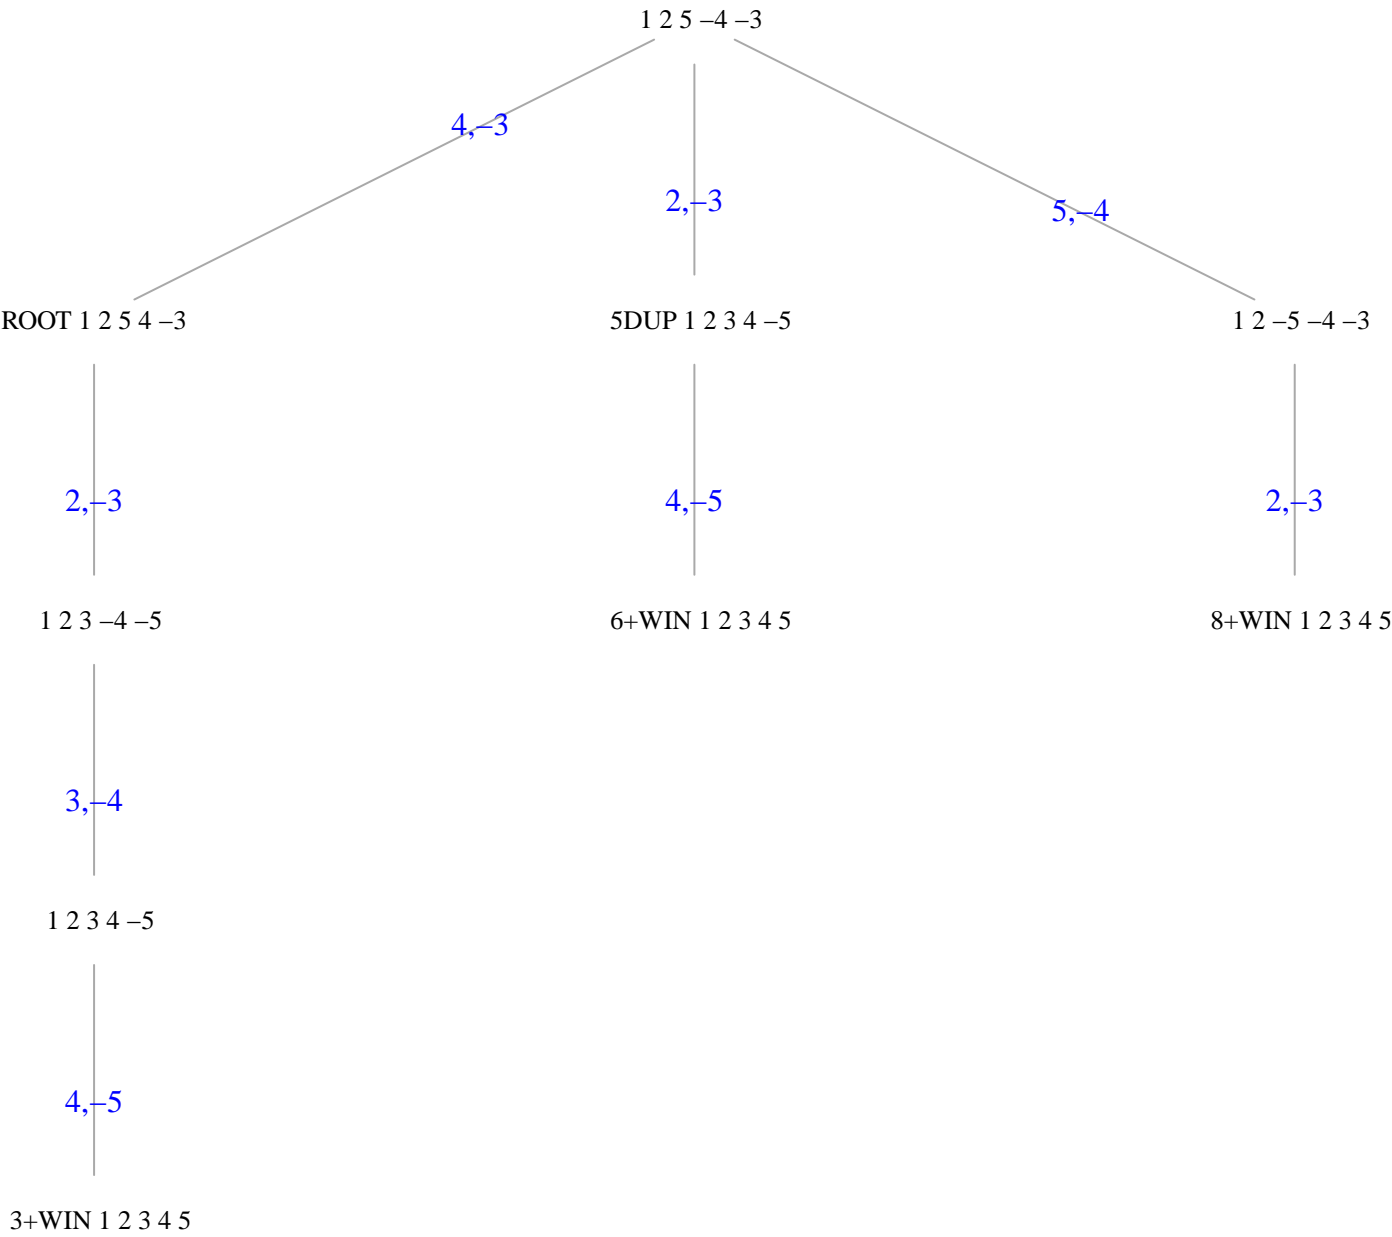 1 2 5 –4 –3
4,–3
2,–3
5,–4
ROOT 1 2 5 4 –3
5DUP 1 2 3 4 –5
1 2 –5 –4 –3
2,–3
4,–5
2,–3
1 2 3 –4 –5
6+WIN 1 2 3 4 5
8+WIN 1 2 3 4 5
3,–4
1 2 3 4 –5
4,–5
3+WIN 1 2 3 4 5